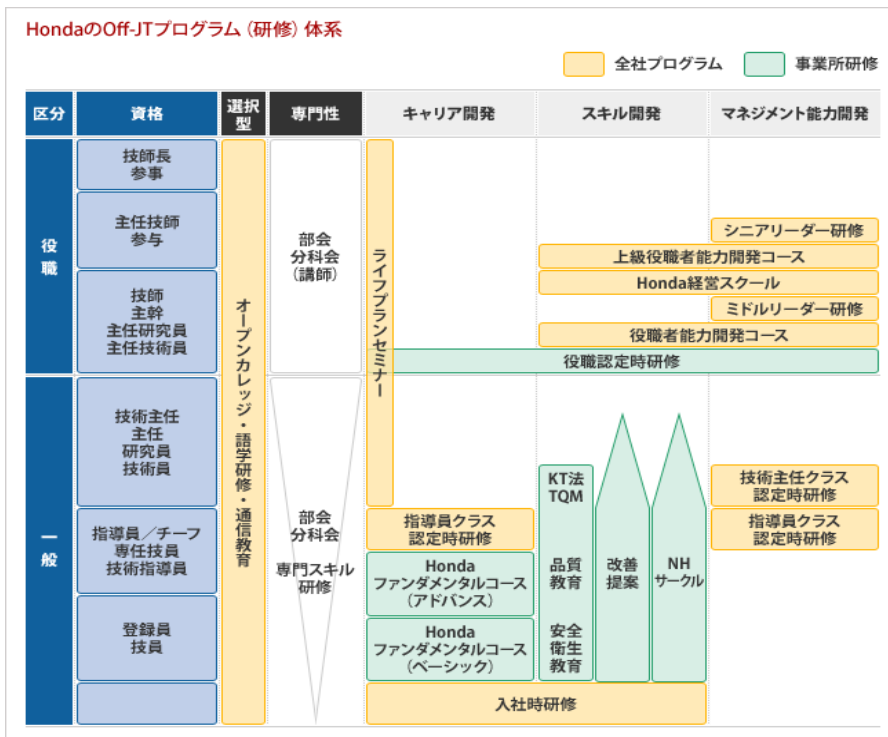 HondaのOff-JTプログラム（研修）体系
全社プログラム
事業所研修
区分
資格
選択
型
専門性
キャリア開発
スキル開発
マネジメント能力開発
役職
技師長
参事
主任技師
参与
技師
主幹
主任研究員
主任技術員
オープンカレッジ・語学研修・通信教育
部会
分科会
（講師）
ライフプランセミナー
シニアリーダー研修
上級役職者能力開発コース
Honda経営スクール
ミドルリーダー研修
役職者能力開発コース
役職認定時研修
一般
技術主任
主任
研究員
技術員
指導員／チーフ
専任技員
技術指導員
登録員
技員
部会
分科会
専門スキル
研修
指導員クラス
認定時研修
Honda
ファンダメンタルコース
（アドバンス）
Honda
ファンダメンタルコース
（ベーシック）
KT法
TQM
品質
教育
安全
衛生
教育
改善
提案
NH
サークル
技術主任クラス
認定時研修
指導員クラス
認定時研修
入社時研修